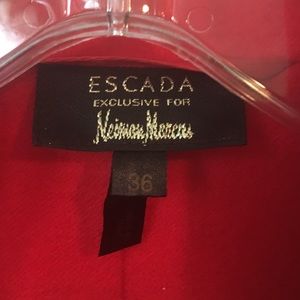 ESCADA
EXCLUSIVE FOR
Neiman Marcus
36